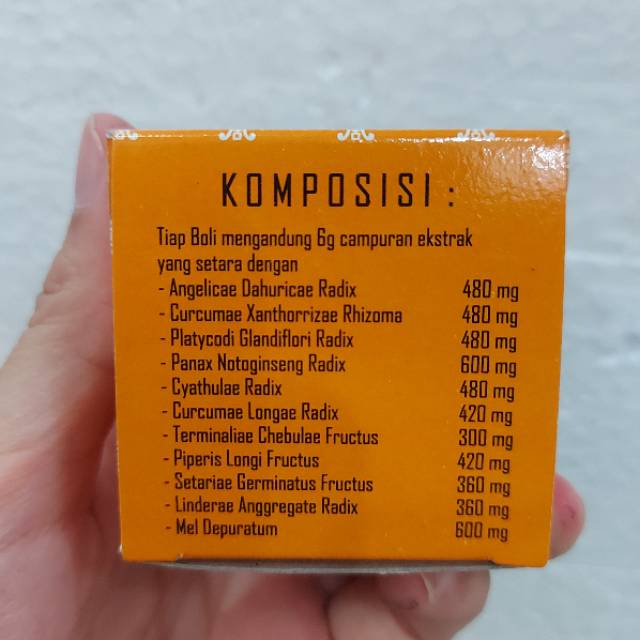 KOMPOSISI :
Tiap Boli mengandung 6g campuran ekstrak
yang setara dengan
- Angelicae Dahuricae Radix 480 mg
- Curcumae Xanthorrizae Rhizoma 480 mg
- Platycodi Glandiflori Radix 480 mg
- Panax Notoginseng Radix 600 mg
- Cyathulae Radix 480 mg
- Curcumae Longae Radix 420 mg
- Terminaliae Chebulae Fructus 300 mg
- Piperis Longi Fructus 420 mg
- Setariae Germinatus Fructus 360 mg
- Linderae Anggregate Radix 360 mg
- Mel Depuratum 600 mg